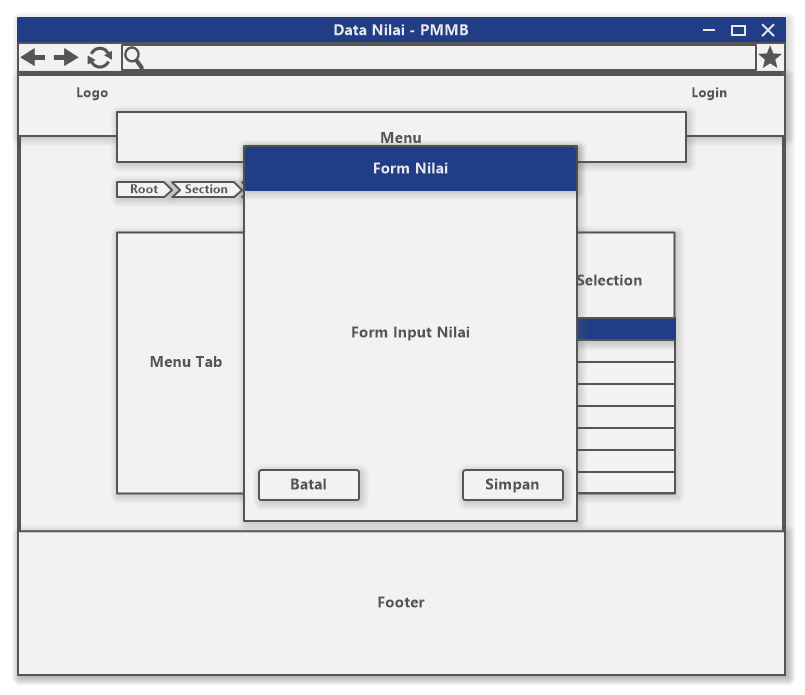 Data Nilai - PMMB
Logo
Login
Menu
Form Nilai
Root
Section
Selection
Form Input Nilai
Menu Tab
Batal
Simpan
Footer